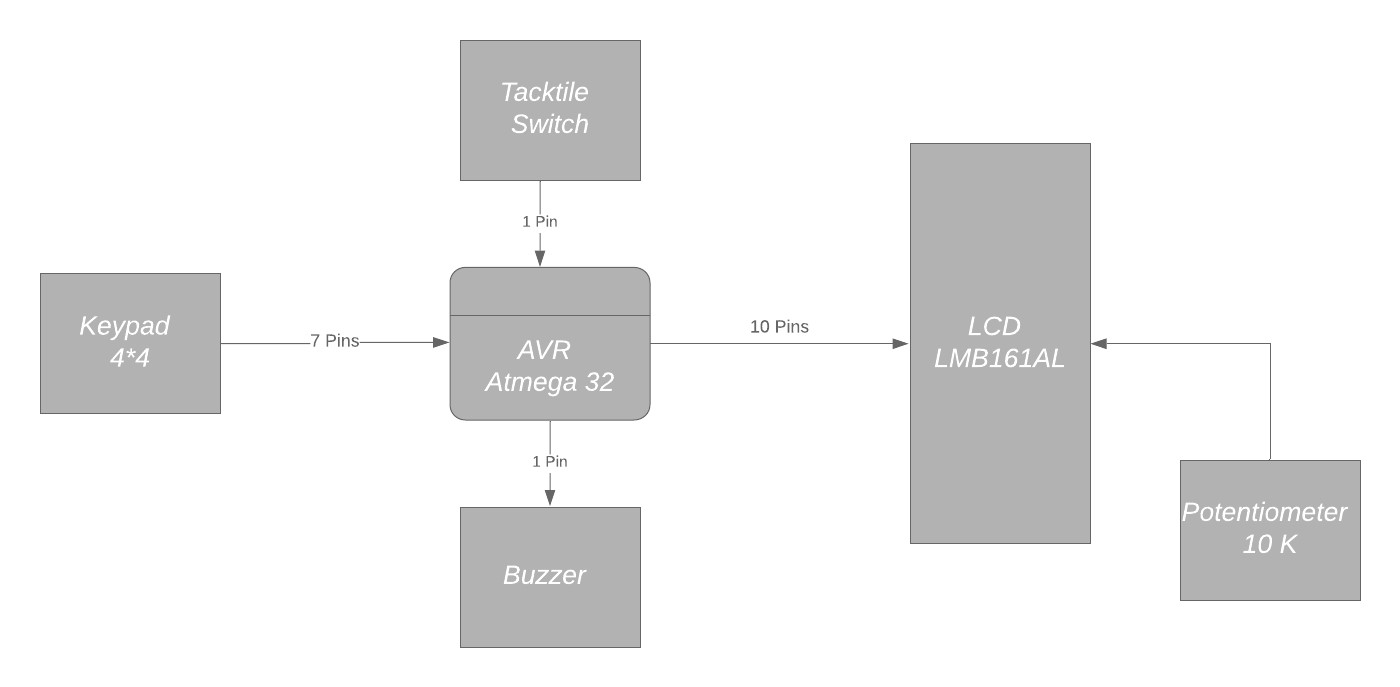 Tacktile
Switch
1 Pin
Keypad
4*4
7 Pins
AVR
Atmega 32
10 Pins
LCD
LMB161AL
1 Pin
Buzzer
Potentiometer
10 K